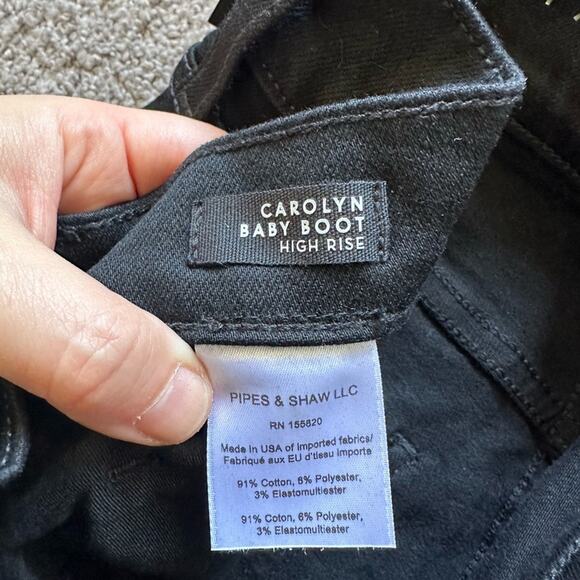 CAROLYN
BABY BOOT
HIGH RISE
PIPES & SHAW LLC
RN 155820
Made in USA of imported fabrics/
Fabriqué aux EU d'tissu importe
91% Cotton, 6% Polyester,
3% Elastomultiester
91% Coton, 6% Polyester,
3% Elastomultiester